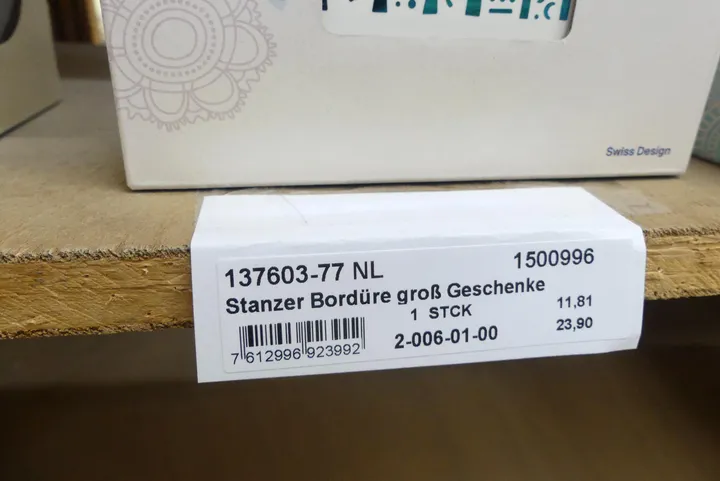 Swiss Design
137603-77 NL 1500996
Stanzer Bordüre groß Geschenke
1 STCK 11,81
2-006-01-00 23,90
7 612996 923992